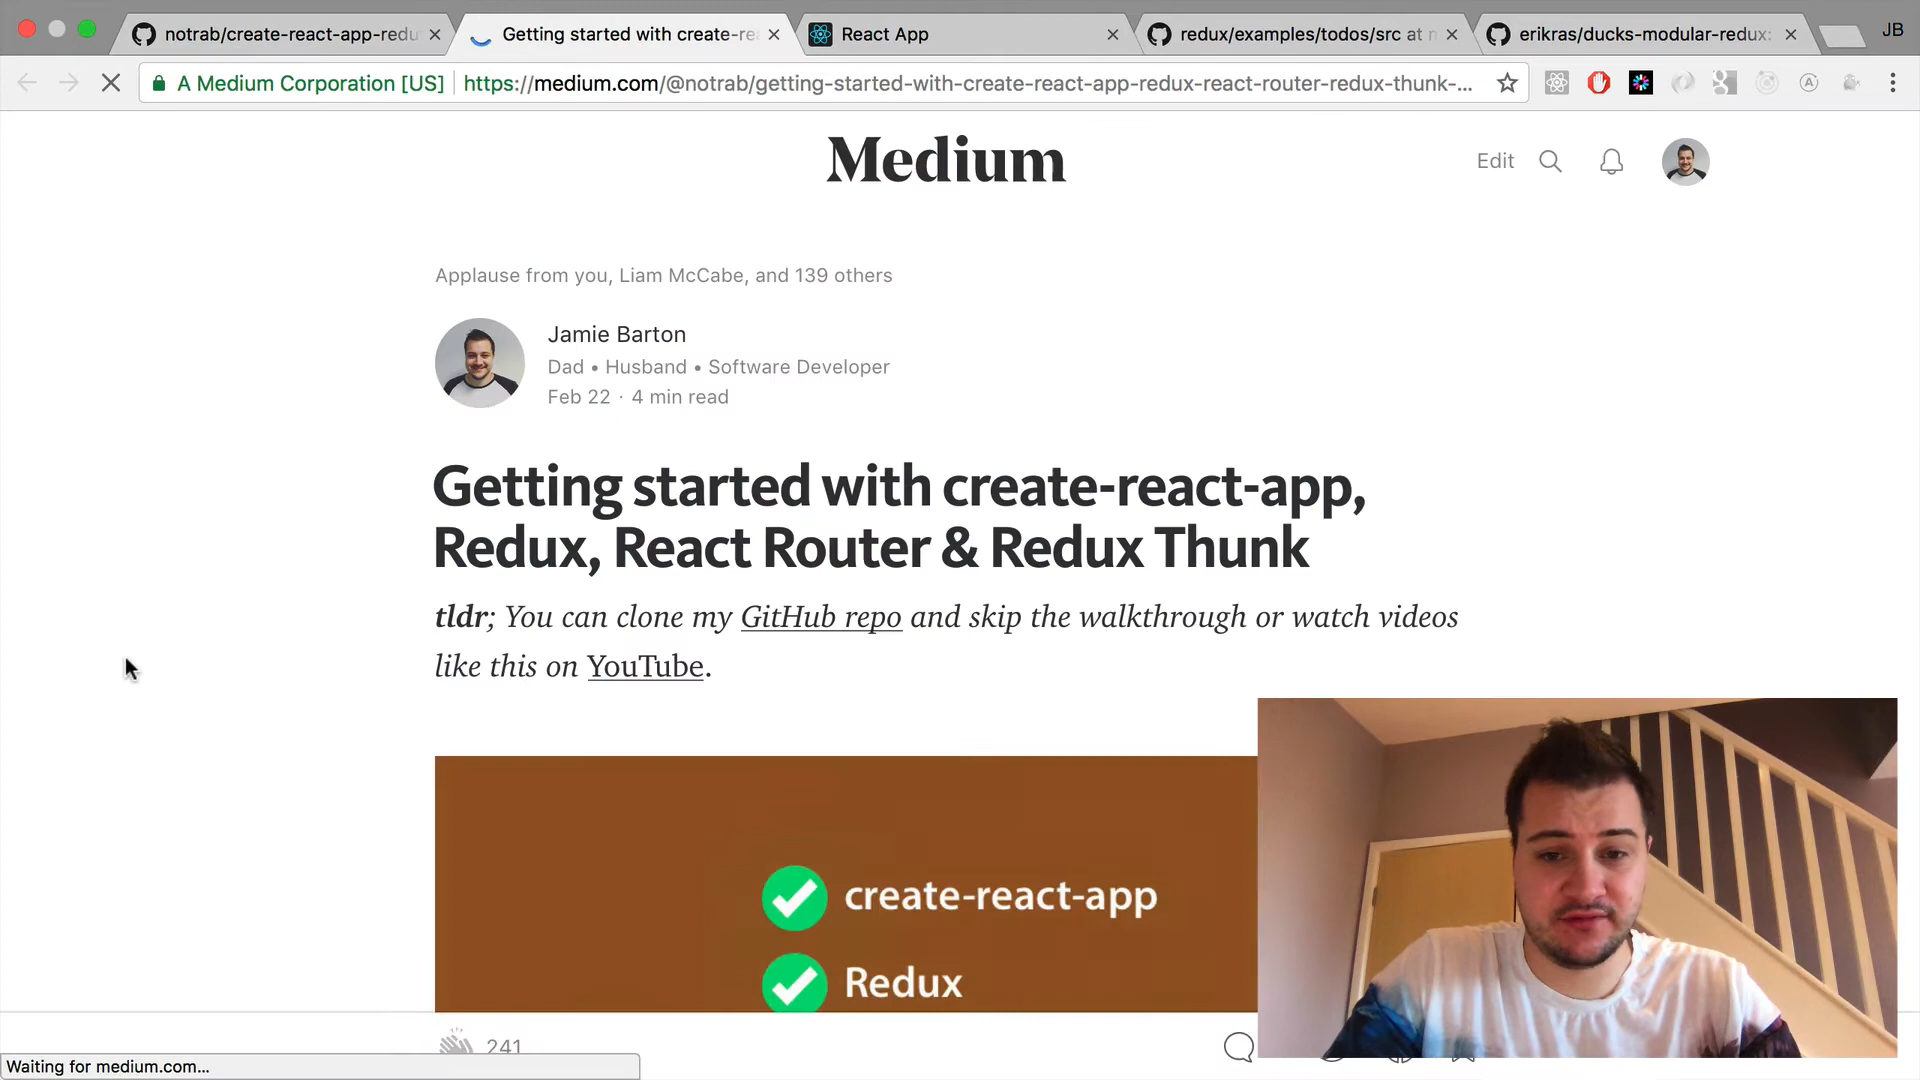 notrab/create-react-app-redu
Getting started with create-rea
React App
redux/examples/todos/src at m
erikras/ducks-modular-redux:
JB
A Medium Corporation [US]
https://medium.com/@notrab/getting-started-with-create-react-app-redux-react-router-redux-thunk-...
Medium
Edit
Applause from you, Liam McCabe, and 139 others
Jamie Barton
Dad • Husband • Software Developer
Feb 22 · 4 min read
Getting started with create-react-app,
Redux, React Router & Redux Thunk
tldr; You can clone my GitHub repo and skip the walkthrough or watch videos
like this on YouTube.
create-react-app
Redux
241
Waiting for medium.com...